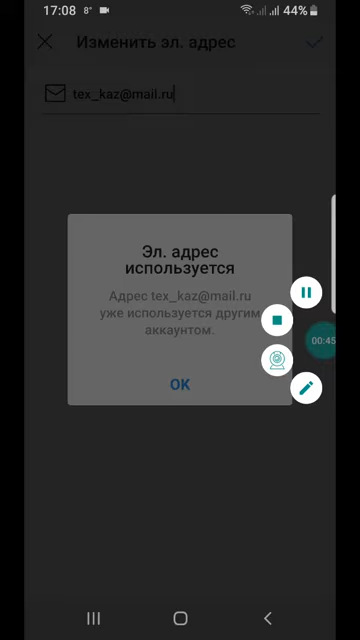 17:08 8° 44%
Изменить эл. адрес
tex_kaz@mail.ru
Эл. адрес
используется
Адрес tex_kaz@mail.ru
уже используется другим
аккаунтом.
00:45
OK